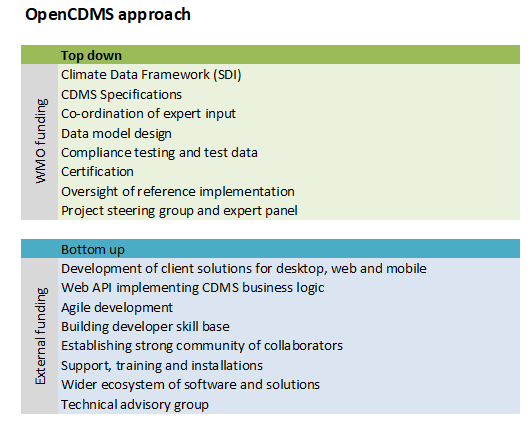 OpenCDMS approach
Top down
WMO funding
Climate Data Framework (SDI)
CDMS Specifications
Co-ordination of expert input
Data model design
Compliance testing and test data
Certification
Oversight of reference implementation
Project steering group and expert panel
Bottom up
External funding
Development of client solutions for desktop, web and mobile
Web API implementing CDMS business logic
Agile development
Building developer skill base
Establishing strong community of collaborators
Support, training and installations
Wider ecosystem of software and solutions
Technical advisory group